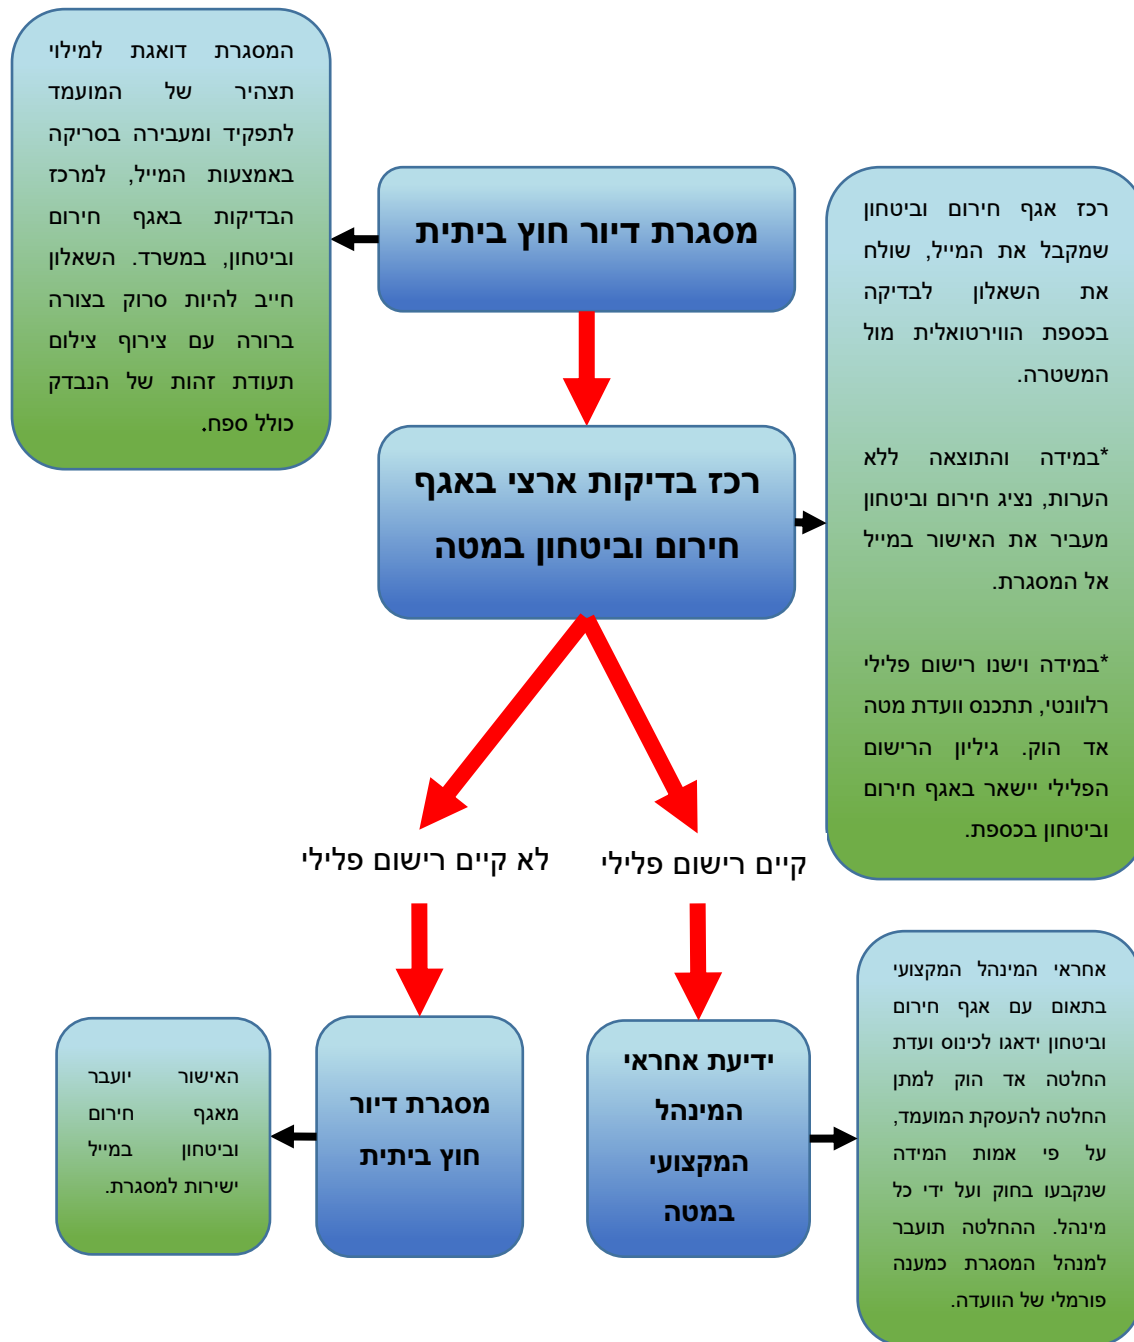 המסגרת דואגת למילוי
תצהיר של המועמד
לתפקיד ומעבירה בסריקה
באמצעות המייל, למרכז
הבדיקות באגף חירום
וביטחון, במשרד. השאלון
חייב להיות סרוק בצורה
ברורה עם צירוף צילום
תעודת זהות של הנבדק
כולל ספח.
מסגרת דיור חוץ ביתית
רכז אגף חירום וביטחון
שמקבל את המייל, שולח
את השאלון לבדיקה
בכספת הווירטואלית מול
המשטרה.
*במידה והתוצאה ללא
הערות, נציג חירום וביטחון
מעביר את האישור במייל
אל המסגרת.
*במידה וישנו רישום פלילי
רלוונטי, תתכנס וועדת מטה
אד הוק. גיליון הרישום
הפלילי יישאר באגף חירום
וביטחון בכספת.
רכז בדיקות ארצי באגף
חירום וביטחון במטה
קיים רישום פלילי
לא קיים רישום פלילי
אחראי המינהל המקצועי
בתאום עם אגף חירום
וביטחון ידאגו לכינוס ועדת
החלטה אד הוק למתן
החלטה להעסקת המועמד,
על פי אמות המידה
שנקבעו בחוק ועל ידי כל
מינהל. ההחלטה תועבר
למנהל המסגרת כמענה
פורמלי של הוועדה.
ידיעת אחראי
המינהל
המקצועי
במטה
מסגרת דיור
חוץ ביתית
האישור יועבר
מאגף חירום
וביטחון במייל
ישירות למסגרת.